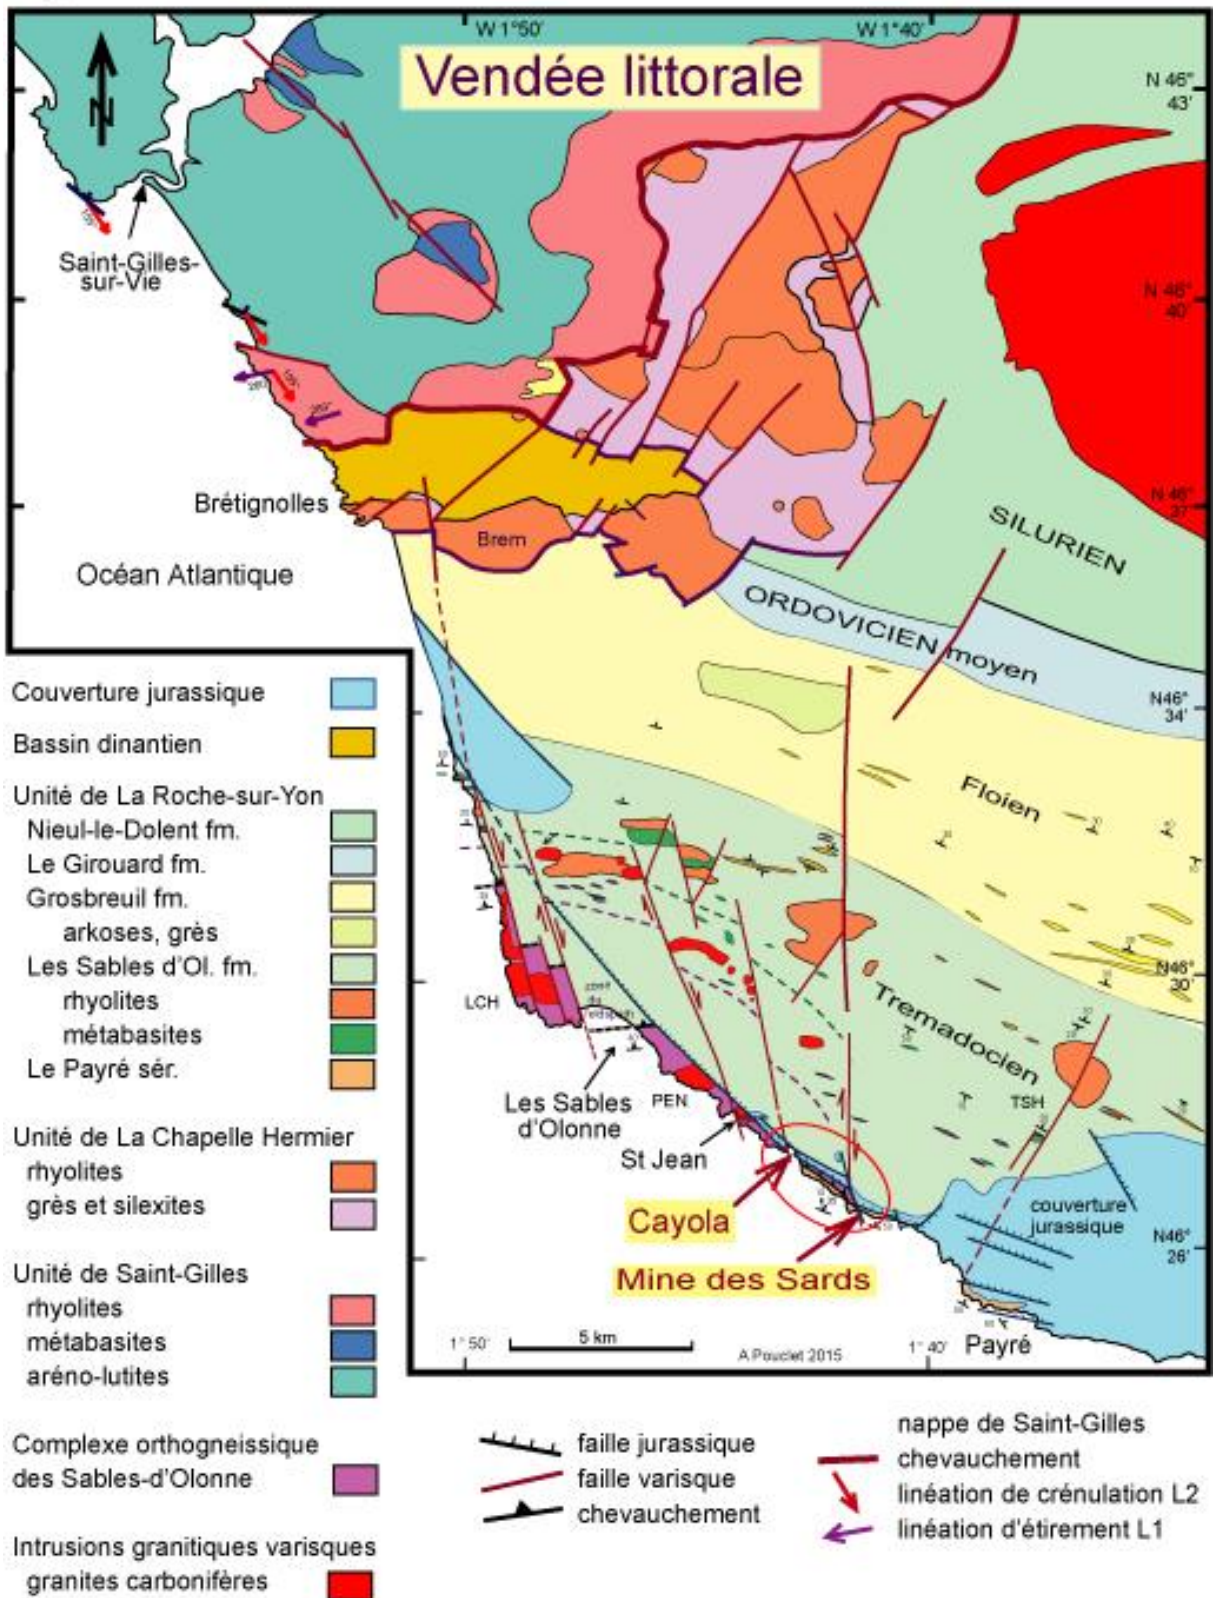 W 1°50'
W 1°40'
Vendée littorale
N 46°
43'
N
105°
Saint-Gilles-
sur-Vie
N 46°
40'
Brétignolles
Brem
N 46°
37'
SILURIEN
Océan Atlantique
ORDOVICIEN moyen
N46°
34'
Floien
N46°
30'
Tremadocien
LCH
zone
du
Les Sables
d'Olonne
PEN
TSH
St Jean
Cayola
couverture
jurassique
N46°
26'
Mine des Sards
1° 50'
5 km
A Pouclet 2015
1° 40'
Payré
Couverture jurassique
Bassin dinantien
Unité de La Roche-sur-Yon
Nieul-le-Dolent fm.
Le Girouard fm.
Grosbreuil fm.
arkoses, grès
Les Sables d'Ol. fm.
rhyolites
métabasites
Le Payré sér.
Unité de La Chapelle Hermier
rhyolites
grès et silexites
Unité de Saint-Gilles
rhyolites
métabasites
aréno-lutites
Complexe orthogneissique
des Sables-d'Olonne
Intrusions granitiques varisques
granites carbonifères
faille jurassique
faille varisque
chevauchement
nappe de Saint-Gilles
chevauchement
linéation de crénulation L2
linéation d'étirement L1